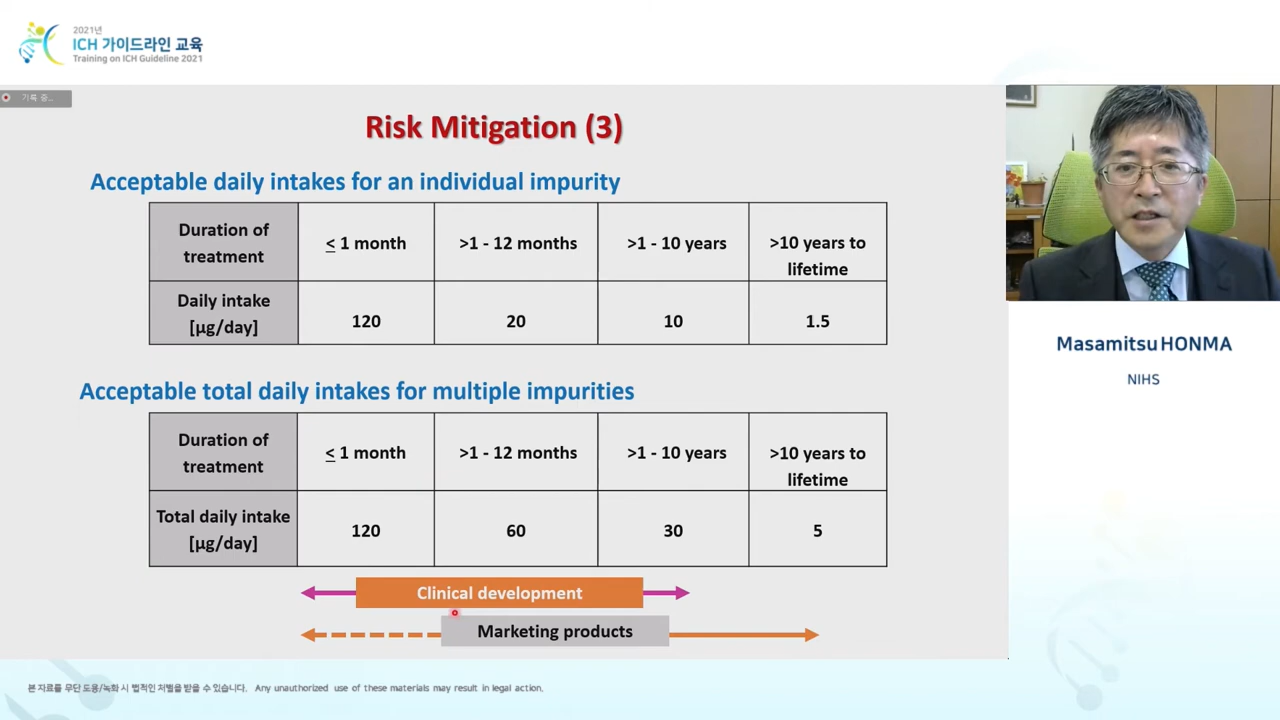 2021년
ICH 가이드라인 교육
Training on ICH Guideline 2021
기록 중...
Risk Mitigation (3)
Acceptable daily intakes for an individual impurity
Duration of treatment
≤ 1 month
>1 - 12 months
>1 - 10 years
>10 years to lifetime
Daily intake [µg/day]
120
20
10
1.5
Acceptable total daily intakes for multiple impurities
Duration of treatment
≤ 1 month
>1 - 12 months
>1 - 10 years
>10 years to lifetime
Total daily intake [µg/day]
120
60
30
5
Clinical development
Marketing products
Masamitsu HONMA
NIHS
본 자료를 무단 도용/녹화 시 법적인 처벌을 받을 수 있습니다. Any unauthorized use of these materials may result in legal action.